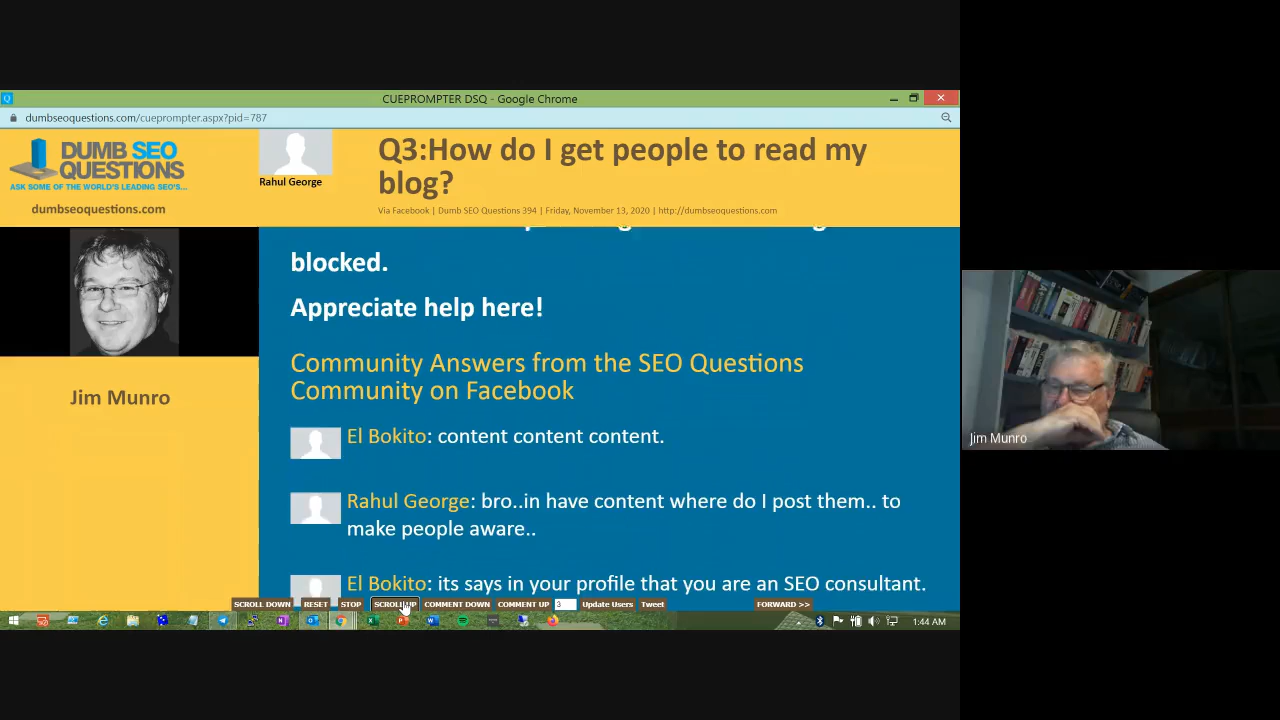 CUEPROMPTER DSQ - Google Chrome
dumbseoquestions.com/cueprompter.aspx?pid=787
DUMB SEO
QUESTIONS
ASK SOME OF THE WORLD'S LEADING SEO'S...
dumbseoquestions.com
Rahul George
Q3:How do I get people to read my
blog?
Via Facebook | Dumb SEO Questions 394 | Friday, November 13, 2020 | http://dumbseoquestions.com
Jim Munro
blocked.
Appreciate help here!
Community Answers from the SEO Questions
Community on Facebook
El Bokito: content content content.
Rahul George: bro..in have content where do I post them.. to
make people aware..
El Bokito: its says in your profile that you are an SEO consultant.
SCROLL DOWN RESET STOP SCROLL UP COMMENT DOWN COMMENT UP 3 Update Users Tweet FORWARD >>
1:44 AM
Jim Munro